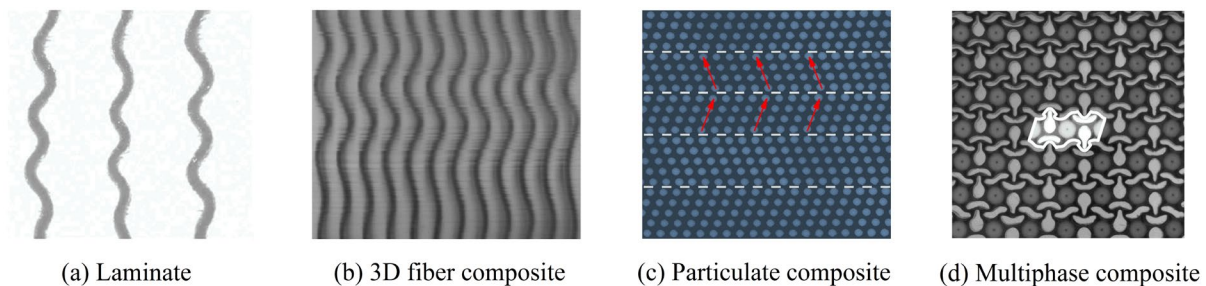 (a) Laminate
(b) 3D fiber composite
(c) Particulate composite
(d) Multiphase composite